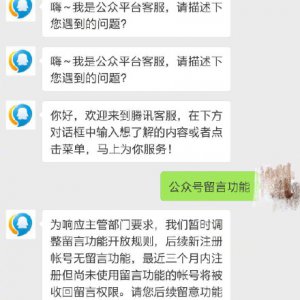 嗨~我是公众平台客服，请描述下
您遇到的问题?
嗨~我是公众平台客服，请描述下
您遇到的问题?
你好，欢迎来到腾讯客服，在下方
对话框中输入想了解的内容或者点
击菜单，马上为你服务！
公众号留言功能
为响应主管部门要求，我们暂时调
整留言功能开放规则，后续新注册
帐号无留言功能，最近三个月内注
册但尚未使用留言功能的帐号将被
收回留言权限。请您后续留意功能